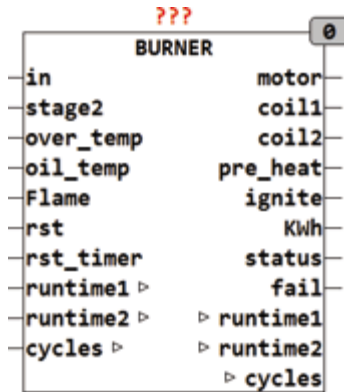 ???
0
BURNER
in motor
stage2 coil1
over_temp coil2
oil_temp pre_heat
Flame ignite
rst KWh
rst_timer status
runtime1 ▷ fail
runtime2 ▷ ▷ runtime1
cycles ▷ ▷ runtime2
▷ cycles